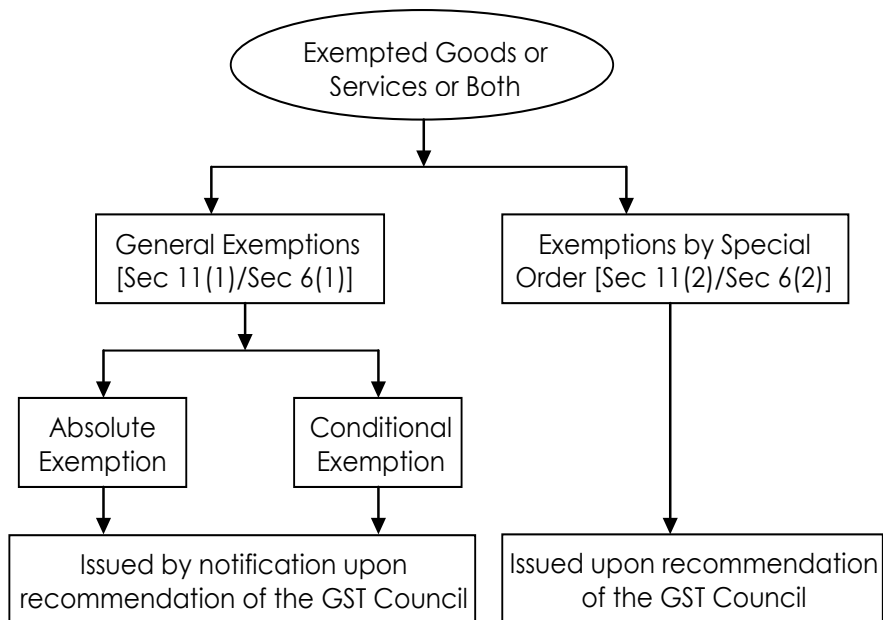 Exempted Goods or
Services or Both
General Exemptions
[Sec 11(1)/Sec 6(1)]
Exemptions by Special
Order [Sec 11(2)/Sec 6(2)]
Absolute
Exemption
Conditional
Exemption
Issued by notification upon
recommendation of the GST Council
Issued upon recommendation
of the GST Council